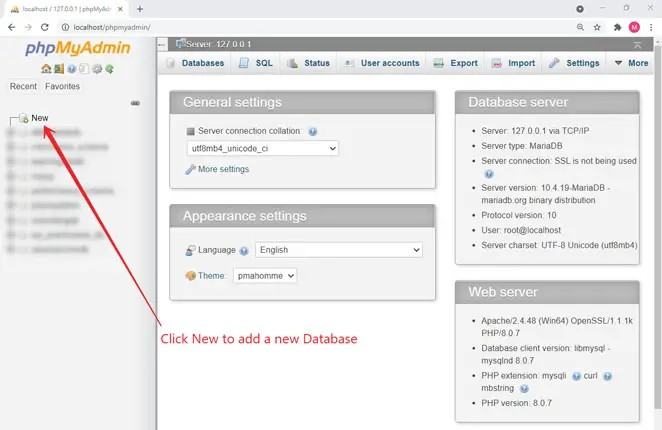 localhost / 127.0.0.1 | phpMyAd
localhost/phpmyadmin/
M
phpMyAdmin
Recent Favorites
New
Server: 127.0.0.1
Databases SQL Status User accounts Export Import Settings More
General settings
Server connection collation
utf8mb4_unicode_ci
More settings
Appearance settings
Language English
Theme: pmahomme
Click New to add a new Database
Database server
Server: 127.0.0.1 via TCP/IP
Server type: MariaDB
Server connection: SSL is not being used
Server version: 10.4.19-MariaDB -
mariadb.org binary distribution
Protocol version: 10
User: root@localhost
Server charset: UTF-8 Unicode (utf8mb4)
Web server
Apache/2.4.48 (Win64) OpenSSL/1.1.1k
PHP/8.0.7
Database client version: libmysql -
mysqlnd 8.0.7
PHP extension: mysqli curl
mbstring
PHP version: 8.0.7